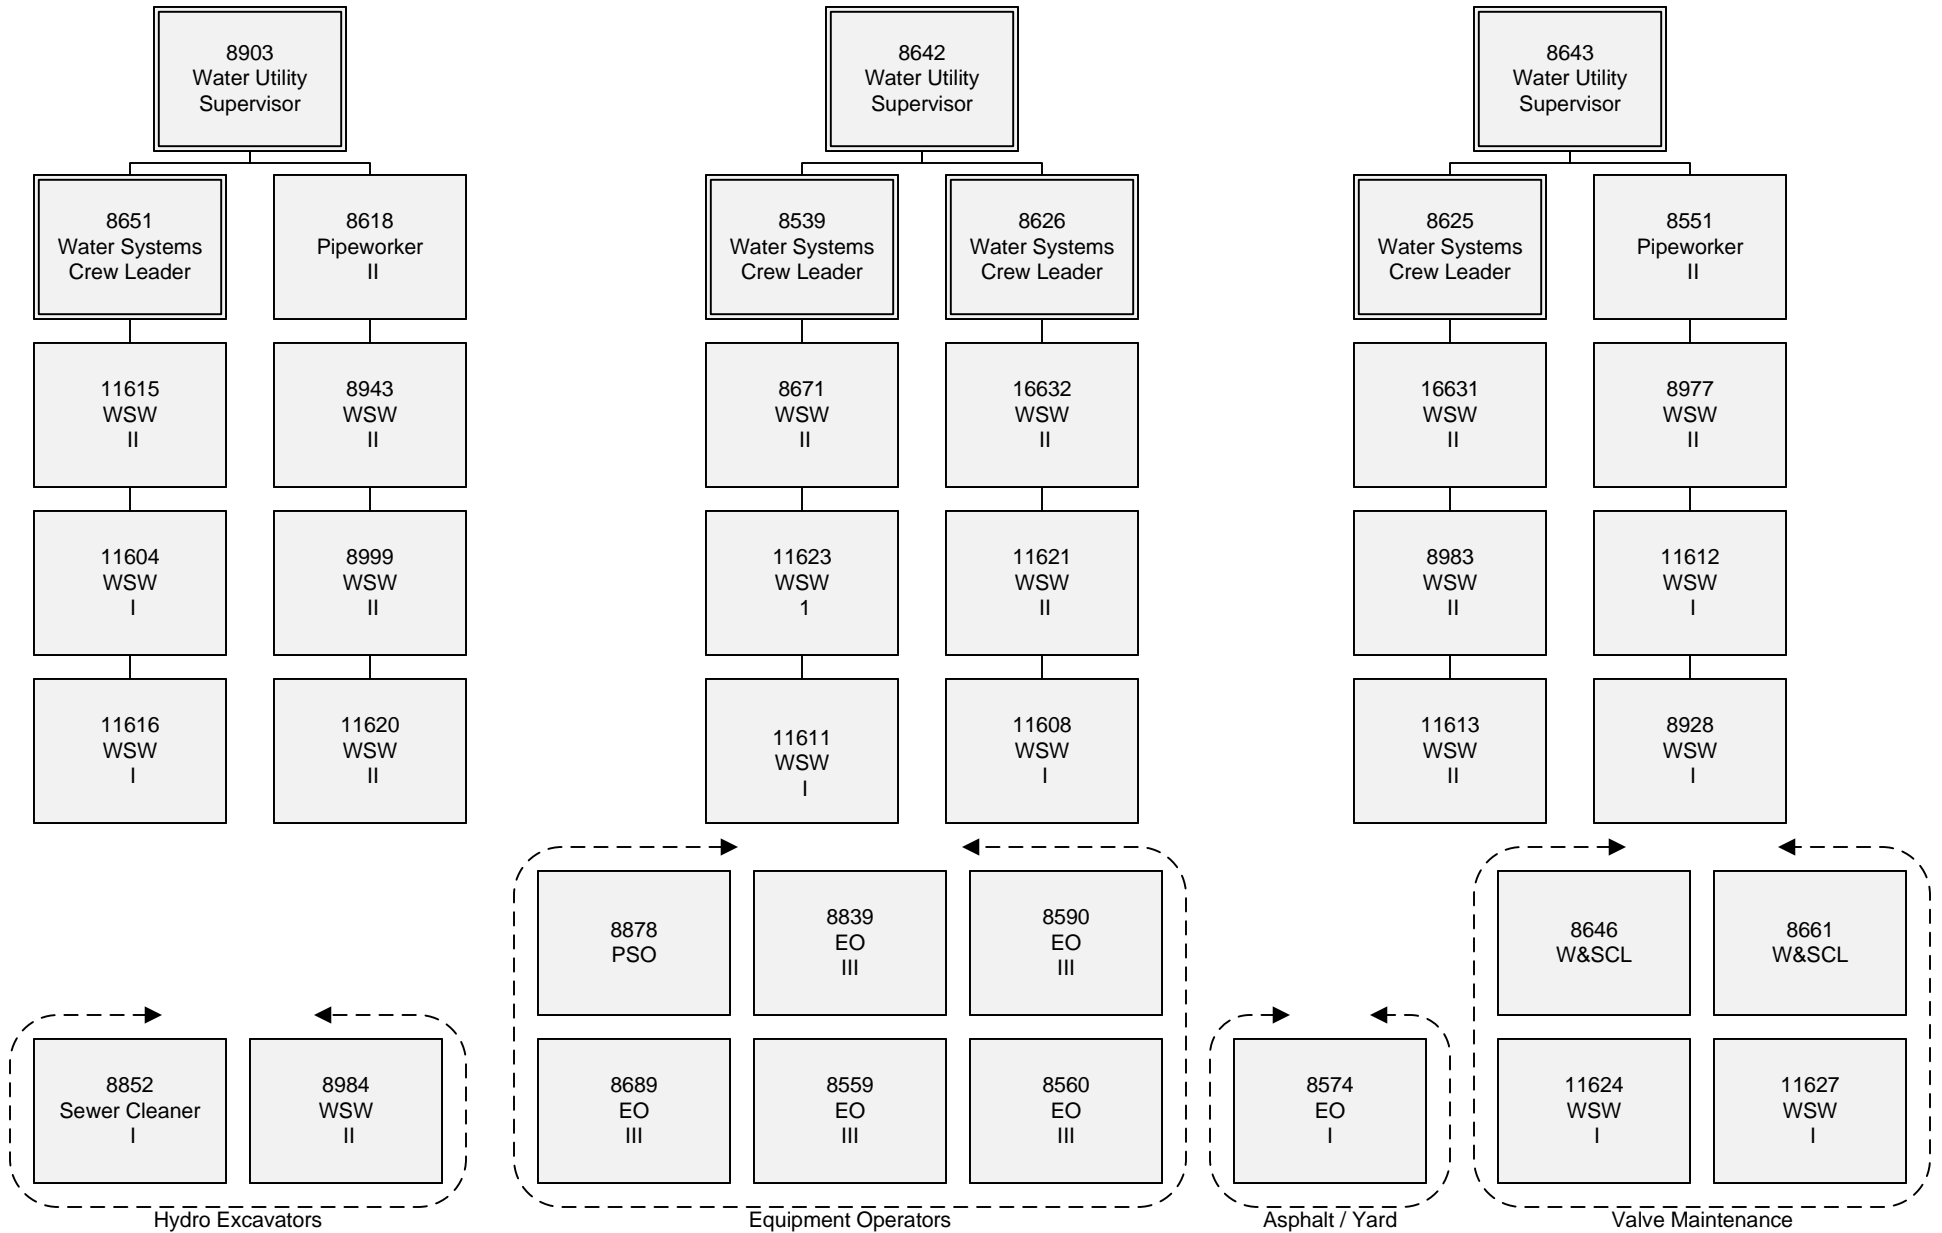 8903
Water Utility
Supervisor
8642
Water Utility
Supervisor
8643
Water Utility
Supervisor
8651
Water Systems
Crew Leader
8618
Pipeworker
II
8539
Water Systems
Crew Leader
8626
Water Systems
Crew Leader
8625
Water Systems
Crew Leader
8551
Pipeworker
II
11615
WSW
II
8943
WSW
II
8671
WSW
II
16632
WSW
II
16631
WSW
II
8977
WSW
II
11604
WSW
I
8999
WSW
II
11623
WSW
1
11621
WSW
II
8983
WSW
II
11612
WSW
I
11616
WSW
I
11620
WSW
II
11611
WSW
I
11608
WSW
I
11613
WSW
II
8928
WSW
I
8878
PSO
8839
EO
III
8590
EO
III
8646
W&SCL
8661
W&SCL
8852
Sewer Cleaner
I
8984
WSW
II
8689
EO
III
8559
EO
III
8560
EO
III
8574
EO
I
11624
WSW
I
11627
WSW
I
Hydro Excavators
Equipment Operators
Asphalt / Yard
Valve Maintenance